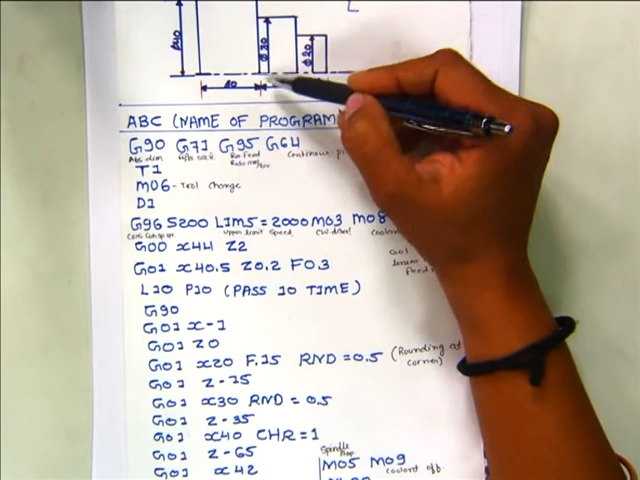 Ø40
Ø30
Ø20
ABC (NAME OF PROGRAM
G90 G71 G95 G64
T1
M06 - Tool change
D1
G96 S200 LIMS = 2000 M03 M08
upper limit speed
G00 X44 Z2
G01 X40.5 Z0.2 F0.3
L10 P10 (PASS 10 TIME)
G90
G01 X-1
G01 Z0
G01 X20 F.15 RND = 0.5 (Rounding at corner)
G01 Z-15
G01 X30 RND = 0.5
G01 Z-35
G01 X40 CHR = 1
G01 Z-65
G01 X42
Spindle stop
M05 M09
coolant off.